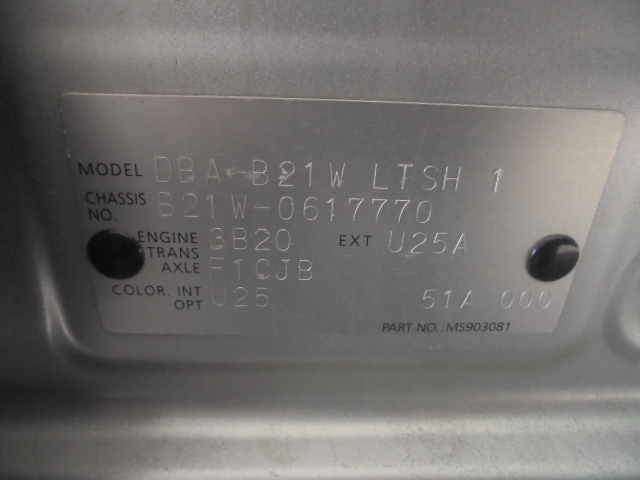 MODEL DBA-B21W LTSH 1
CHASSIS NO. B21W-0617770
ENGINE 3B20 EXT U25A
TRANS AXLE F1CJB
COLOR. INT OPT U25 51A 000
PART NO.: MS903081